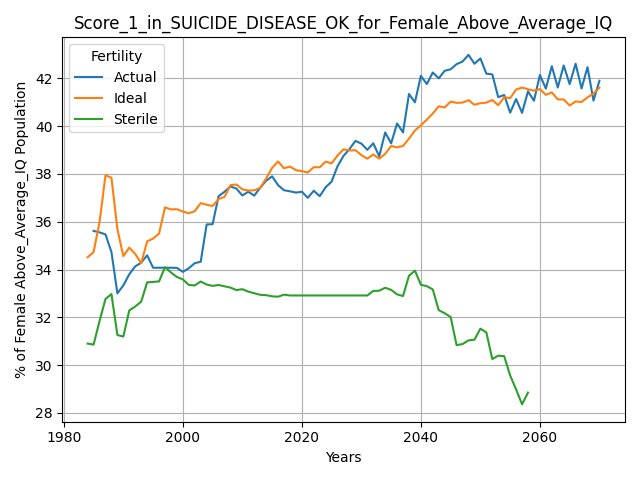 Score_1_in_SUICIDE_DISEASE_OK_for_Female_Above_Average_IQ
% of Female Above_Average_IQ Population
Fertility
Actual
Ideal
Sterile
42
40
38
36
34
32
30
28
1980
2000
2020
2040
2060
Years